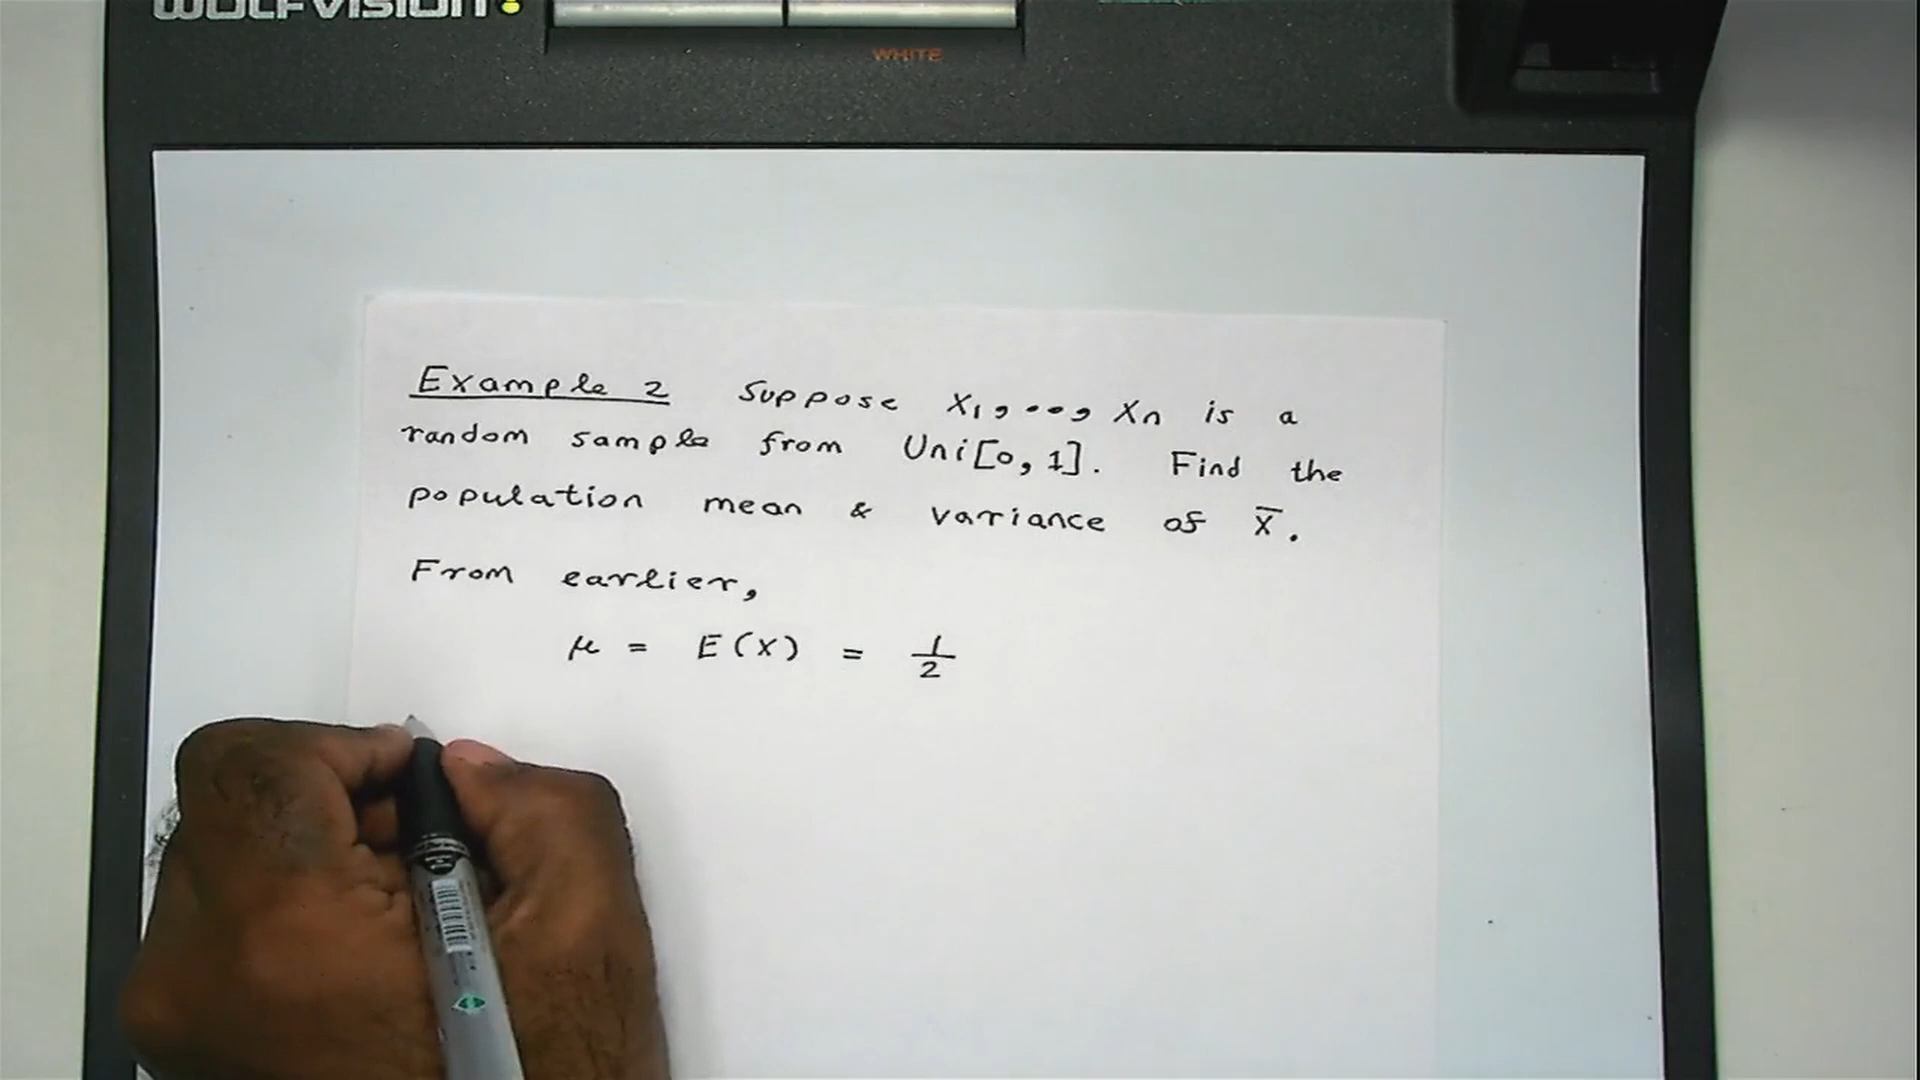 WOLFVISION
WHITE
Example 2 Suppose X₁, ..., Xn is a
random sample from Uni[0, 1]. Find the
population mean & variance of X̅.
From earlier,
μ = E(X) = 1/2